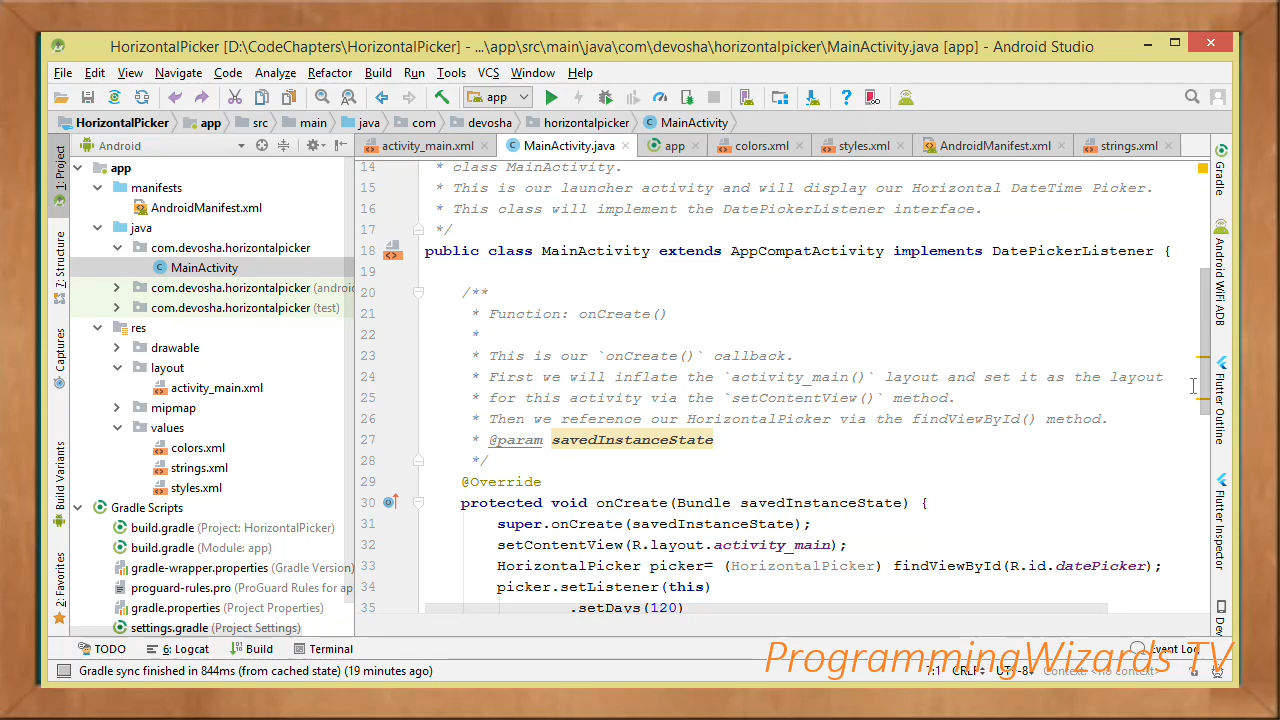 HorizontalPicker [D:\CodeChapters\HorizontalPicker] - ...\app\src\main\java\com\devosha\horizontalpicker\MainActivity.java [app] - Android Studio
File Edit View Navigate Code Analyze Refactor Build Run Tools VCS Window Help
app
HorizontalPicker app src main java com devosha horizontalpicker MainActivity
1: Project
7: Structure
Captures
Build Variants
2: Favorites
Android
app
manifests
AndroidManifest.xml
java
com.devosha.horizontalpicker
MainActivity
com.devosha.horizontalpicker (androi
com.devosha.horizontalpicker (test)
res
drawable
layout
activity_main.xml
mipmap
values
colors.xml
strings.xml
styles.xml
Gradle Scripts
build.gradle (Project: HorizontalPicker)
build.gradle (Module: app)
gradle-wrapper.properties (Gradle Version)
proguard-rules.pro (ProGuard Rules for app
gradle.properties (Project Properties)
settings.gradle (Project Settings)
activity_main.xml MainActivity.java app colors.xml styles.xml AndroidManifest.xml strings.xml
14 * class MainActivity.
15 * This is our launcher activity and will display our Horizontal DateTime Picker.
16 * This class will implement the DatePickerListener interface.
17 */
18 public class MainActivity extends AppCompatActivity implements DatePickerListener {
19
20 /**
21 * Function: onCreate()
22 *
23 * This is our `onCreate()` callback.
24 * First we will inflate the `activity_main()` layout and set it as the layout
25 * for this activity via the `setContentView()` method.
26 * Then we reference our HorizontalPicker via the findViewById() method.
27 * @param savedInstanceState
28 */
29 @Override
30 protected void onCreate(Bundle savedInstanceState) {
31 super.onCreate(savedInstanceState);
32 setContentView(R.layout.activity_main);
33 HorizontalPicker picker= (HorizontalPicker) findViewById(R.id.datePicker);
34 picker.setListener(this)
35 .setDays(120)
Gradle
Android WiFi ADB
Flutter Outline
Flutter Inspector
Dev
TODO 6: Logcat Build Terminal Event Log
ProgrammingWizards TV
Gradle sync finished in 844ms (from cached state) (19 minutes ago) 7:1 CRLF UTF-8 Context: <no context>